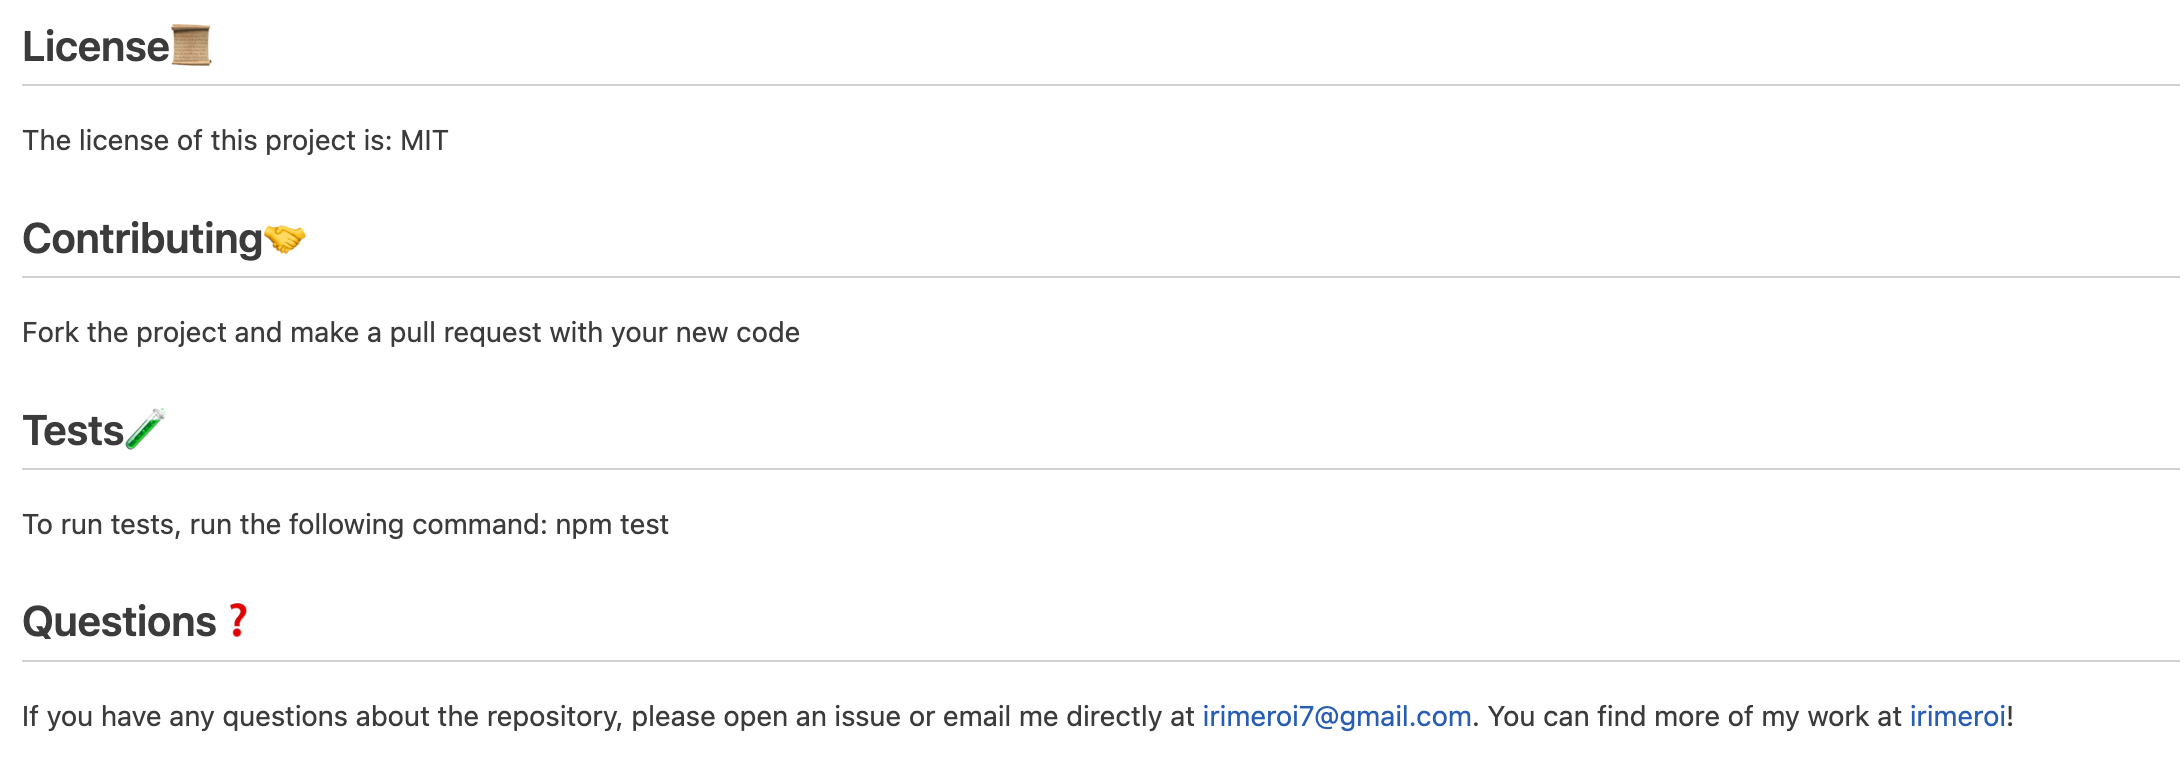 License📜
The license of this project is: MIT
Contributing🤝
Fork the project and make a pull request with your new code
Tests🧪
To run tests, run the following command: npm test
Questions❓
If you have any questions about the repository, please open an issue or email me directly at irimeroi7@gmail.com. You can find more of my work at irimeroi!